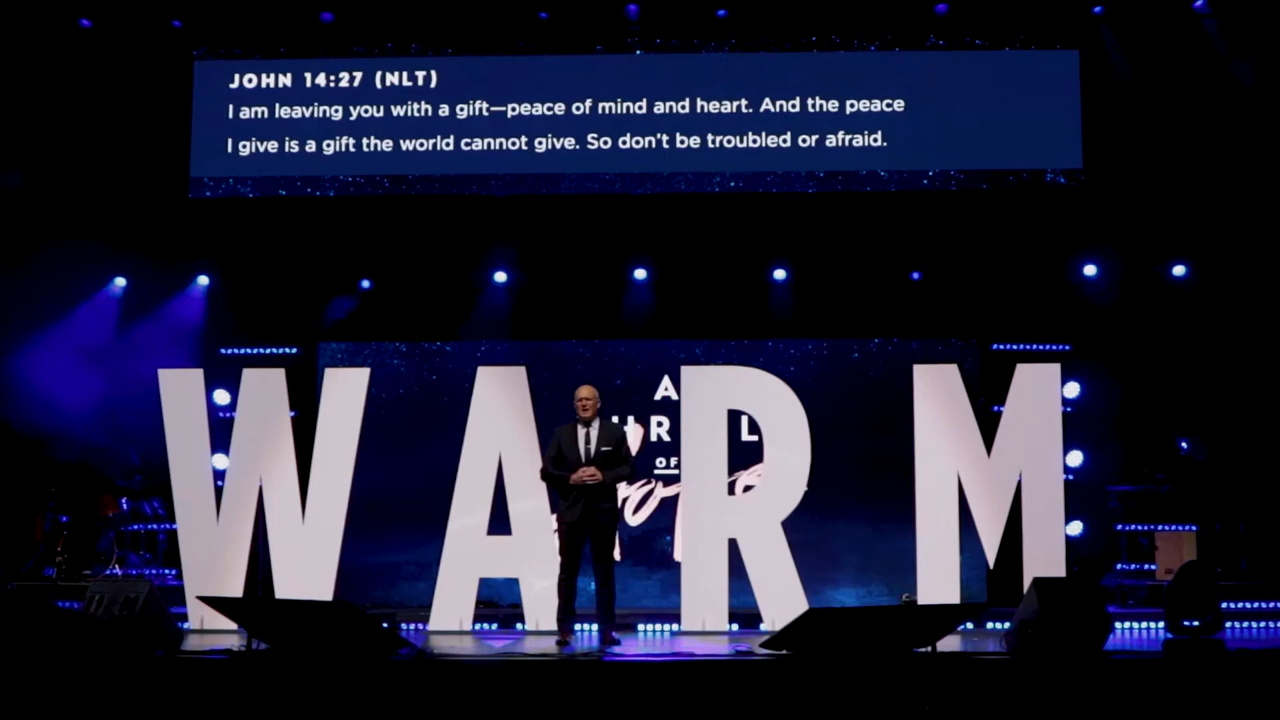 JOHN 14:27 (NLT)
I am leaving you with a gift—peace of mind and heart. And the peace
I give is a gift the world cannot give. So don't be troubled or afraid.
WARM
A
HR L
OF